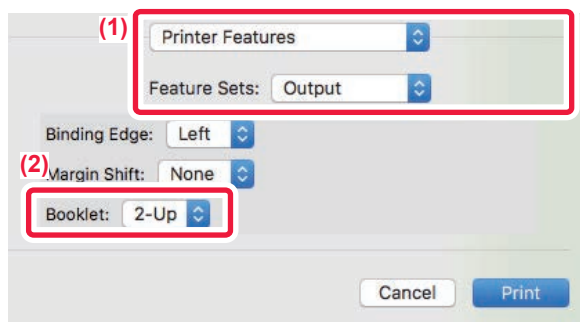 (1)
Printer Features
Feature Sets: Output
Binding Edge: Left
(2)
Margin Shift: None
Booklet: 2-Up
Cancel Print